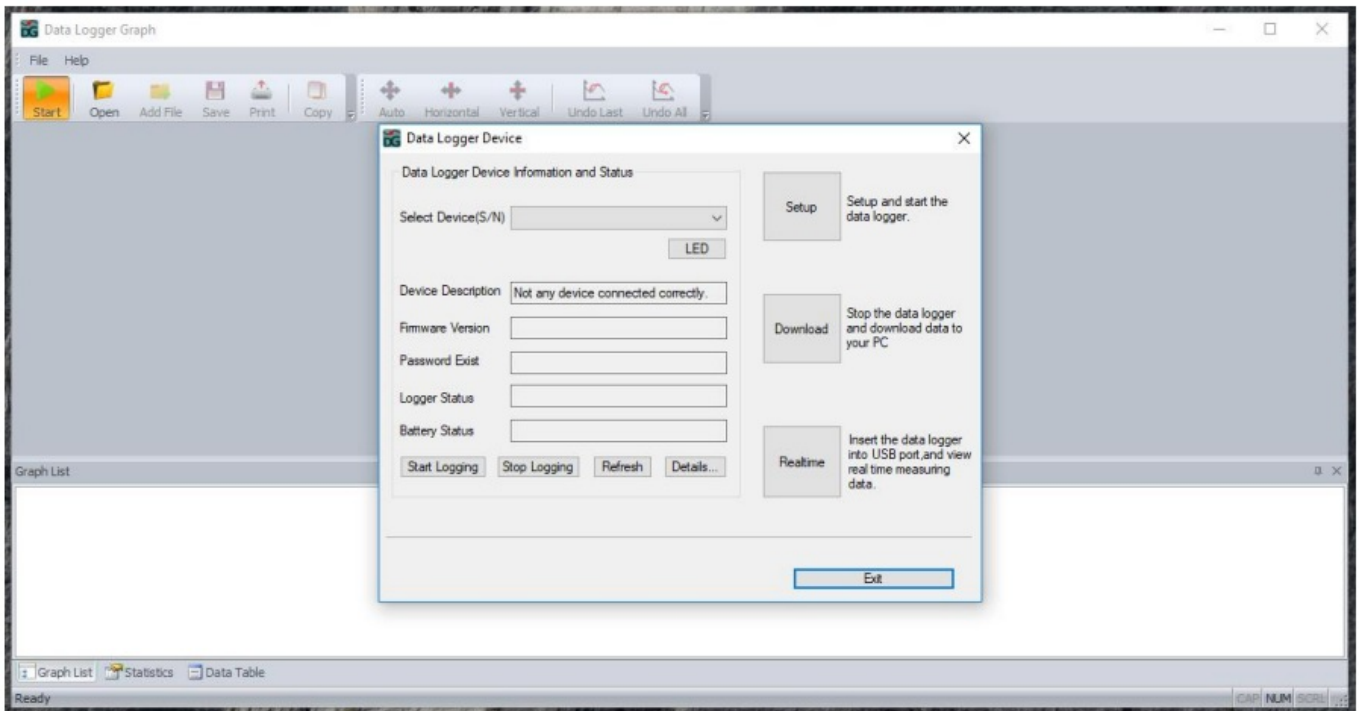 DG Data Logger Graph
File Help
Start Open Add File Save Print Copy Auto Horizontal Vertical Undo Last Undo All
DG Data Logger Device
Data Logger Device Information and Status
Select Device(S/N)
LED
Device Description Not any device connected correctly.
Firmware Version
Password Exist
Logger Status
Battery Status
Start Logging Stop Logging Refresh Details...
Setup
Setup and start the
data logger.
Download
Stop the data logger
and download data to
your PC
Realtime
Insert the data logger
into USB port,and view
real time measuring
data.
Exit
Graph List
Graph List Statistics Data Table
Ready CAP NUM SCRL